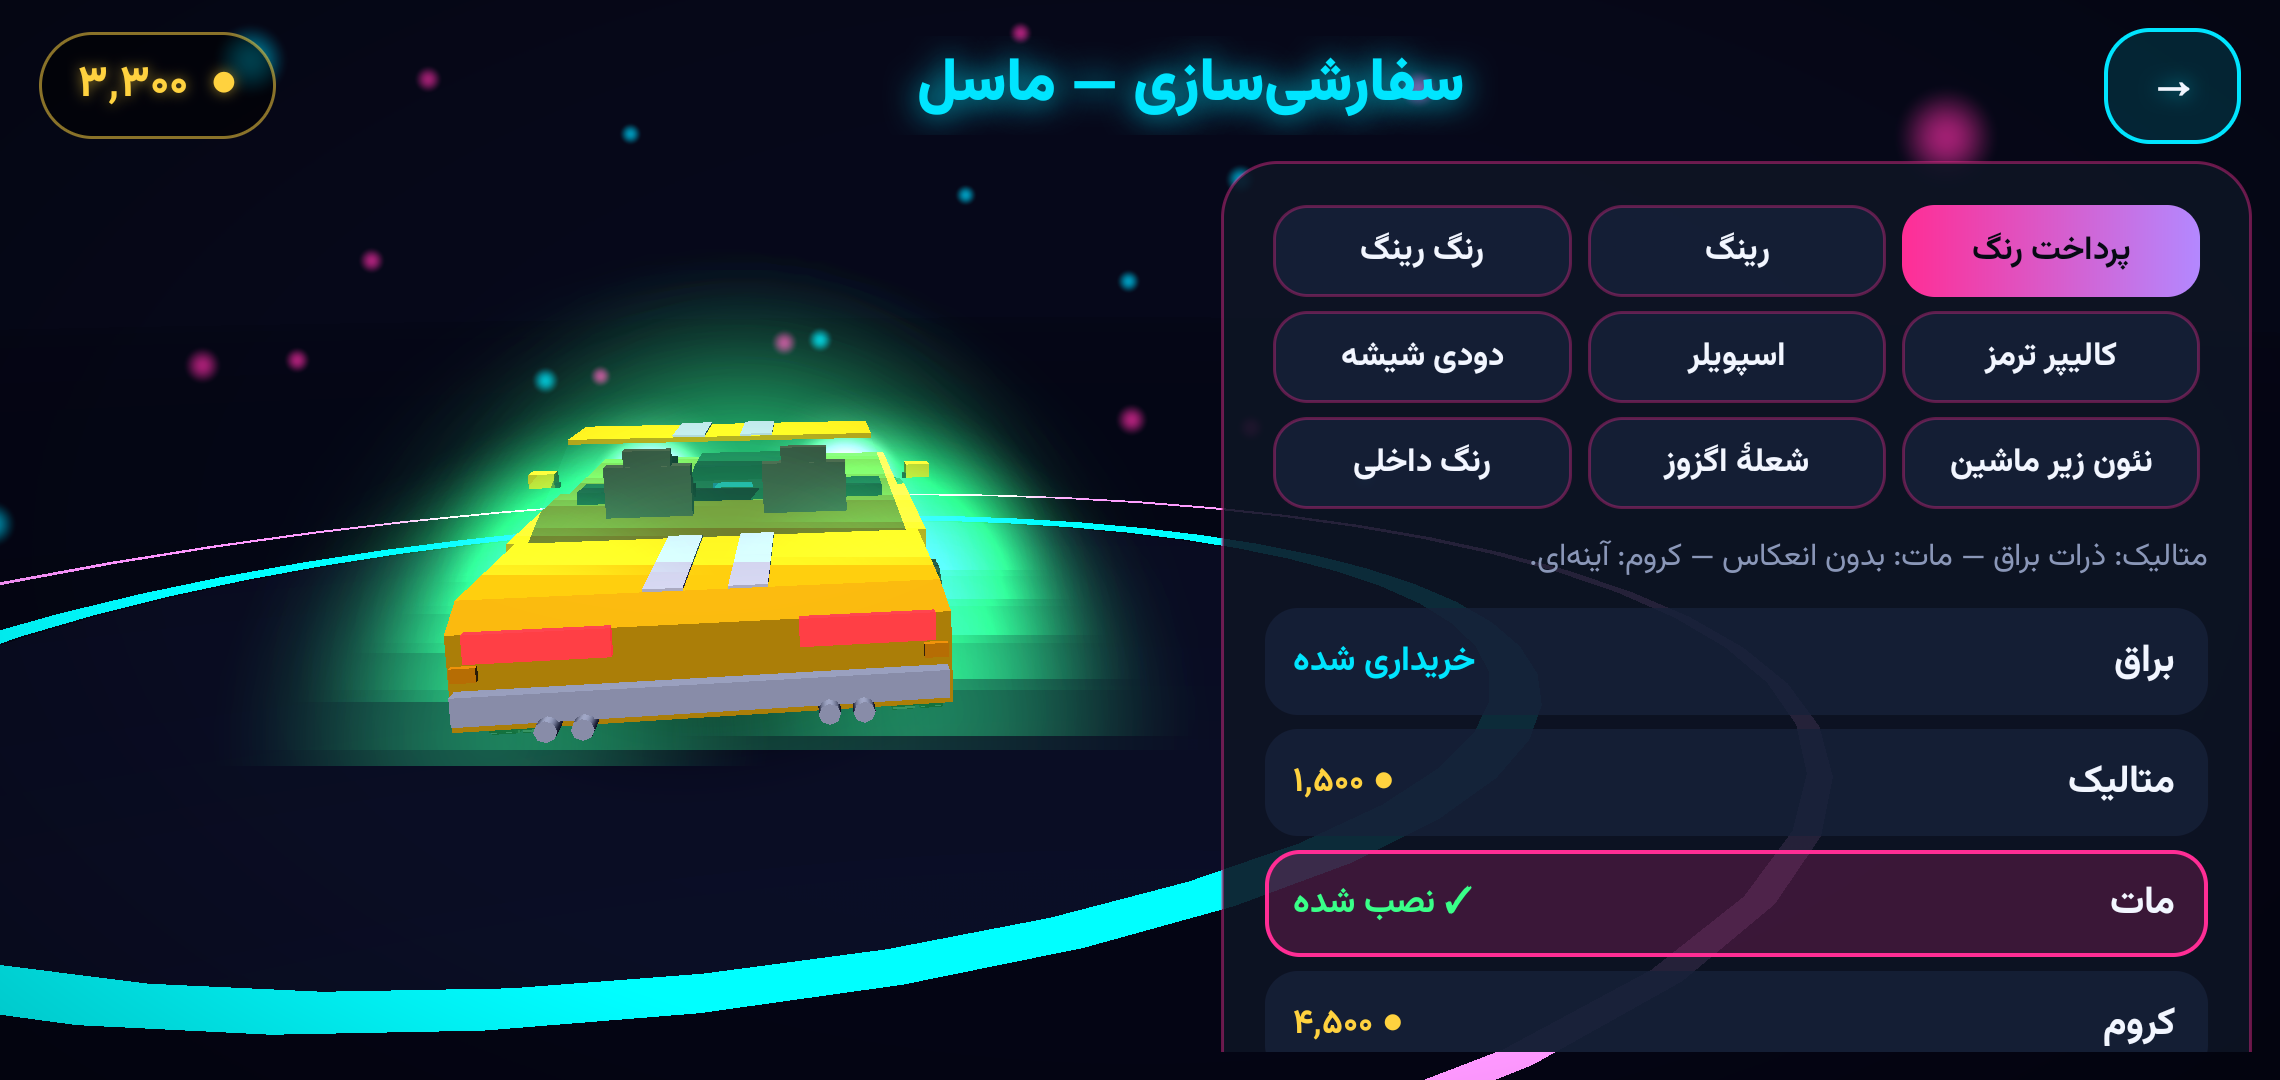 →
سفارشی‌سازی – ماسل
۳,۳۰۰
پرداخت رنگ
رینگ
رنگ رینگ
کالیپر ترمز
اسپویلر
دودی شیشه
نئون زیر ماشین
شعلهٔ اگزوز
رنگ داخلی
متالیک: ذرات براق – مات: بدون انعکاس – کروم: آینه‌ای.
براق
خریداری شده
متالیک
۱,۵۰۰
مات
✓ نصب شده
کروم
۴,۵۰۰